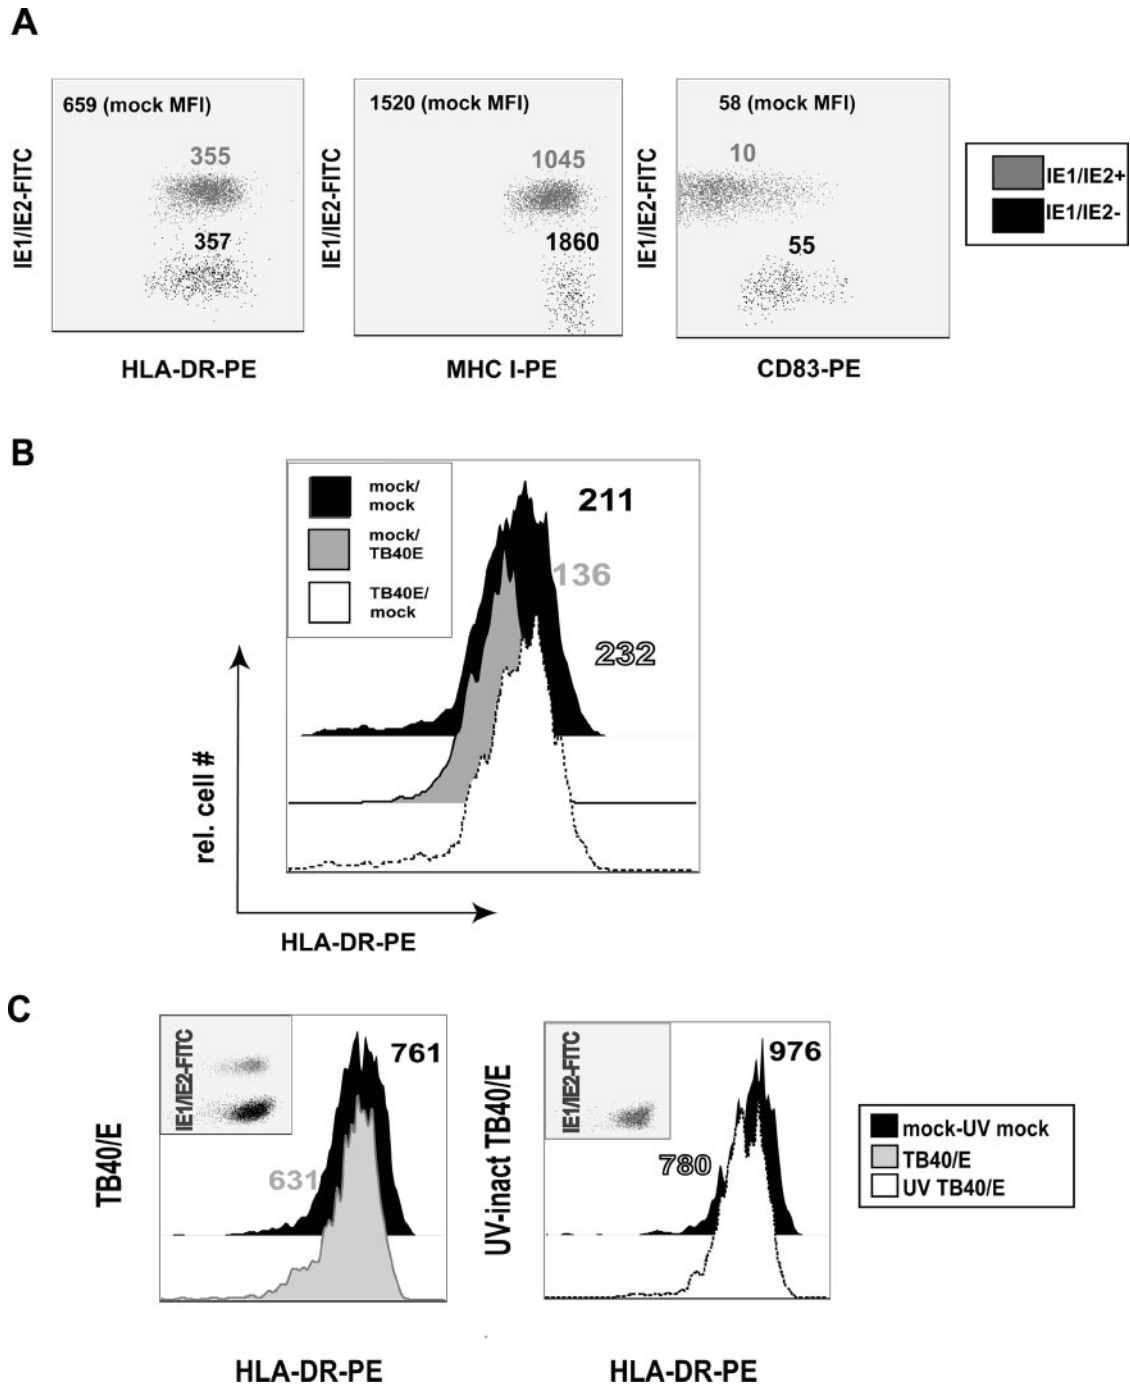 A
659 (mock MFI)
355
357
IE1/IE2-FITC
HLA-DR-PE
1520 (mock MFI)
1045
1860
IE1/IE2-FITC
MHC I-PE
58 (mock MFI)
10
55
IE1/IE2-FITC
CD83-PE
IE1/IE2+
IE1/IE2-
B
mock/
mock
mock/
TB40E
TB40E/
mock
211
136
232
rel. cell #
HLA-DR-PE
C
TB40/E
IE1/IE2-FITC
761
631
HLA-DR-PE
UV-inact TB40/E
IE1/IE2-FITC
976
780
HLA-DR-PE
mock-UV mock
TB40/E
UV TB40/E